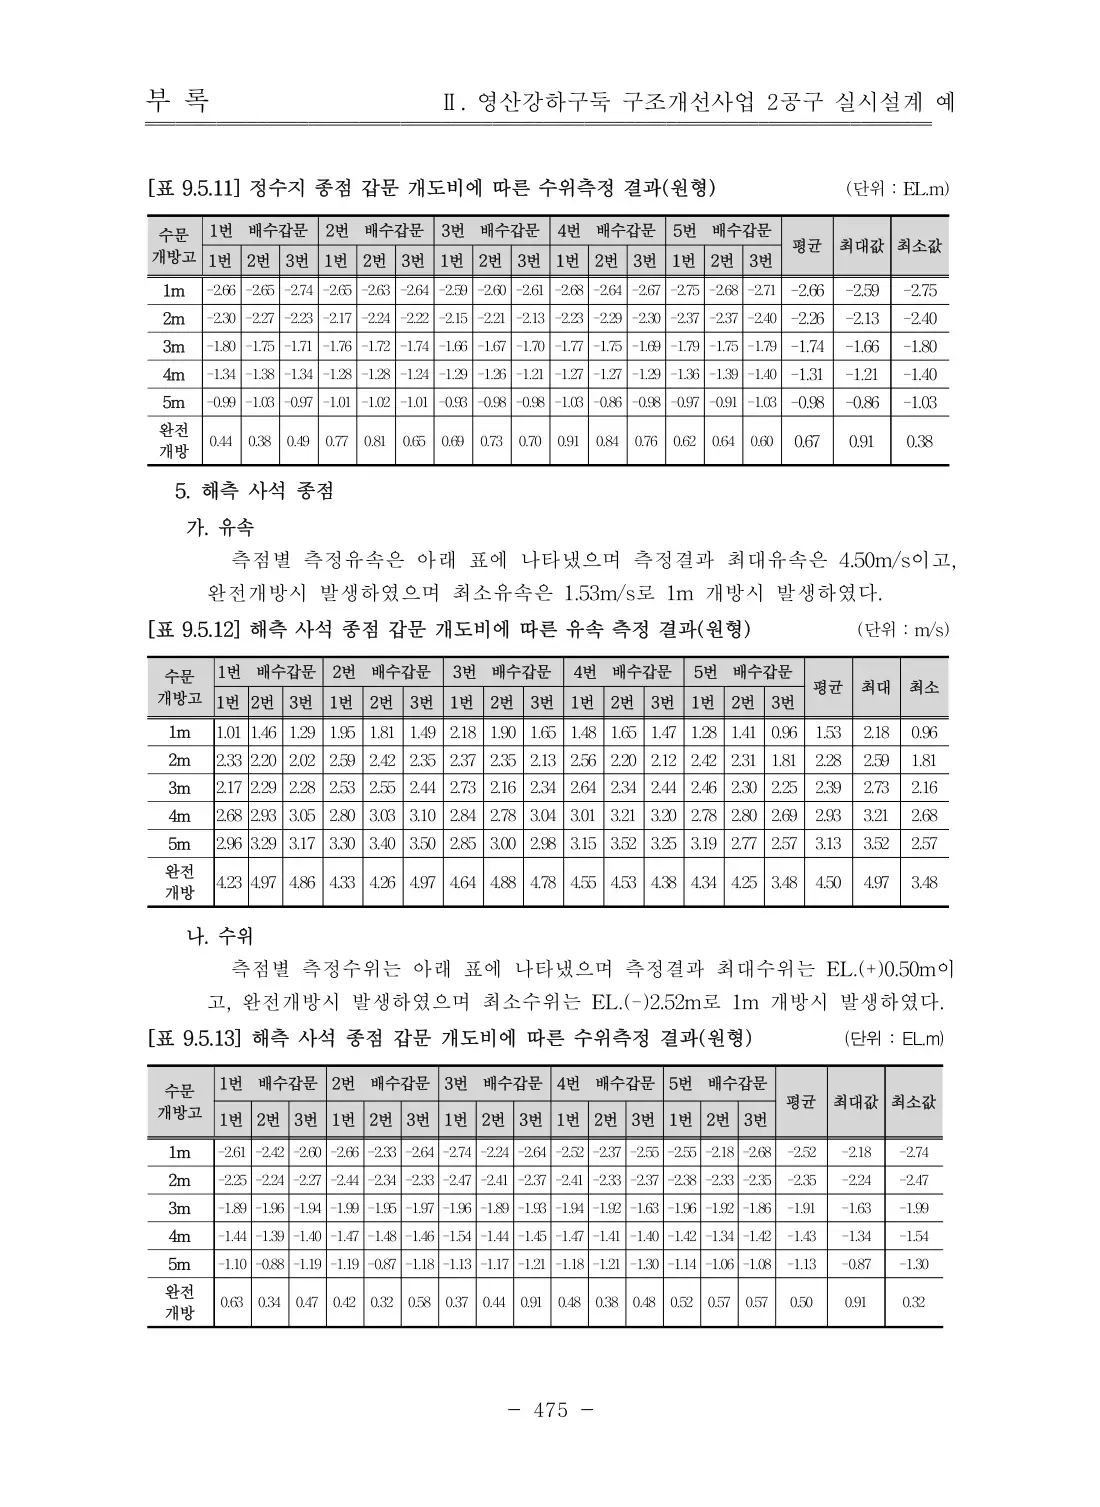 부 록
Ⅱ. 영산강하구둑 구조개선사업 2공구 실시설계 예
[표 9.5.11] 정수지 종점 갑문 개도비에 따른 수위측정 결과(원형) (단위 : EL.m)
수문 개방고 1번 배수갑문 2번 배수갑문 3번 배수갑문 4번 배수갑문 5번 배수갑문 평균 최대값 최소값
1번 2번 3번 1번 2번 3번 1번 2번 3번 1번 2번 3번 1번 2번 3번
1m -2.66 -2.65 -2.74 -2.65 -2.63 -2.64 -2.59 -2.60 -2.61 -2.68 -2.64 -2.67 -2.75 -2.68 -2.71 -2.66 -2.59 -2.75
2m -2.30 -2.27 -2.23 -2.17 -2.24 -2.22 -2.15 -2.21 -2.13 -2.23 -2.29 -2.30 -2.37 -2.37 -2.40 -2.26 -2.13 -2.40
3m -1.80 -1.75 -1.71 -1.76 -1.72 -1.74 -1.66 -1.67 -1.70 -1.77 -1.75 -1.69 -1.79 -1.75 -1.79 -1.74 -1.66 -1.80
4m -1.34 -1.38 -1.34 -1.28 -1.28 -1.24 -1.29 -1.26 -1.21 -1.27 -1.27 -1.29 -1.36 -1.39 -1.40 -1.31 -1.21 -1.40
5m -0.99 -1.03 -0.97 -1.01 -1.02 -1.01 -0.93 -0.98 -0.98 -1.03 -0.86 -0.98 -0.97 -0.91 -1.03 -0.98 -0.86 -1.03
완전 개방 0.44 0.38 0.49 0.77 0.81 0.65 0.69 0.73 0.70 0.91 0.84 0.76 0.62 0.64 0.60 0.67 0.91 0.38
5. 해측 사석 종점
가. 유속
측점별 측정유속은 아래 표에 나타냈으며 측정결과 최대유속은 4.50m/s이고,
완전개방시 발생하였으며 최소유속은 1.53m/s로 1m 개방시 발생하였다.
[표 9.5.12] 해측 사석 종점 갑문 개도비에 따른 유속 측정 결과(원형) (단위 : m/s)
수문 개방고 1번 배수갑문 2번 배수갑문 3번 배수갑문 4번 배수갑문 5번 배수갑문 평균 최대 최소
1번 2번 3번 1번 2번 3번 1번 2번 3번 1번 2번 3번 1번 2번 3번
1m 1.01 1.46 1.29 1.95 1.81 1.49 2.18 1.90 1.65 1.48 1.65 1.47 1.28 1.41 0.96 1.53 2.18 0.96
2m 2.33 2.20 2.02 2.59 2.42 2.35 2.37 2.35 2.13 2.56 2.20 2.12 2.42 2.31 1.81 2.28 2.59 1.81
3m 2.17 2.29 2.28 2.53 2.55 2.44 2.73 2.16 2.34 2.64 2.34 2.44 2.46 2.30 2.25 2.39 2.73 2.16
4m 2.68 2.93 3.05 2.80 3.03 3.10 2.84 2.78 3.04 3.01 3.21 3.20 2.78 2.80 2.69 2.93 3.21 2.68
5m 2.96 3.29 3.17 3.30 3.40 3.50 2.85 3.00 2.98 3.15 3.52 3.25 3.19 2.77 2.57 3.13 3.52 2.57
완전 개방 4.23 4.97 4.86 4.33 4.26 4.97 4.64 4.88 4.78 4.55 4.53 4.38 4.34 4.25 3.48 4.50 4.97 3.48
나. 수위
측점별 측정수위는 아래 표에 나타냈으며 측정결과 최대수위는 EL.(+)0.50m이
고, 완전개방시 발생하였으며 최소수위는 EL.(-)2.52m로 1m 개방시 발생하였다.
[표 9.5.13] 해측 사석 종점 갑문 개도비에 따른 수위측정 결과(원형) (단위 : EL.m)
수문 개방고 1번 배수갑문 2번 배수갑문 3번 배수갑문 4번 배수갑문 5번 배수갑문 평균 최대값 최소값
1번 2번 3번 1번 2번 3번 1번 2번 3번 1번 2번 3번 1번 2번 3번
1m -2.61 -2.42 -2.60 -2.66 -2.33 -2.64 -2.74 -2.24 -2.64 -2.52 -2.37 -2.55 -2.55 -2.18 -2.68 -2.52 -2.18 -2.74
2m -2.25 -2.24 -2.27 -2.44 -2.34 -2.33 -2.47 -2.41 -2.37 -2.41 -2.33 -2.37 -2.38 -2.33 -2.35 -2.35 -2.24 -2.47
3m -1.89 -1.96 -1.94 -1.99 -1.95 -1.97 -1.96 -1.89 -1.93 -1.94 -1.92 -1.63 -1.96 -1.92 -1.86 -1.91 -1.63 -1.99
4m -1.44 -1.39 -1.40 -1.47 -1.48 -1.46 -1.54 -1.44 -1.45 -1.47 -1.41 -1.40 -1.42 -1.34 -1.42 -1.43 -1.34 -1.54
5m -1.10 -0.88 -1.19 -1.19 -0.87 -1.18 -1.13 -1.17 -1.21 -1.18 -1.21 -1.30 -1.14 -1.06 -1.08 -1.13 -0.87 -1.30
완전 개방 0.63 0.34 0.47 0.42 0.32 0.58 0.37 0.44 0.91 0.48 0.38 0.48 0.52 0.57 0.57 0.50 0.91 0.32
- 475 -